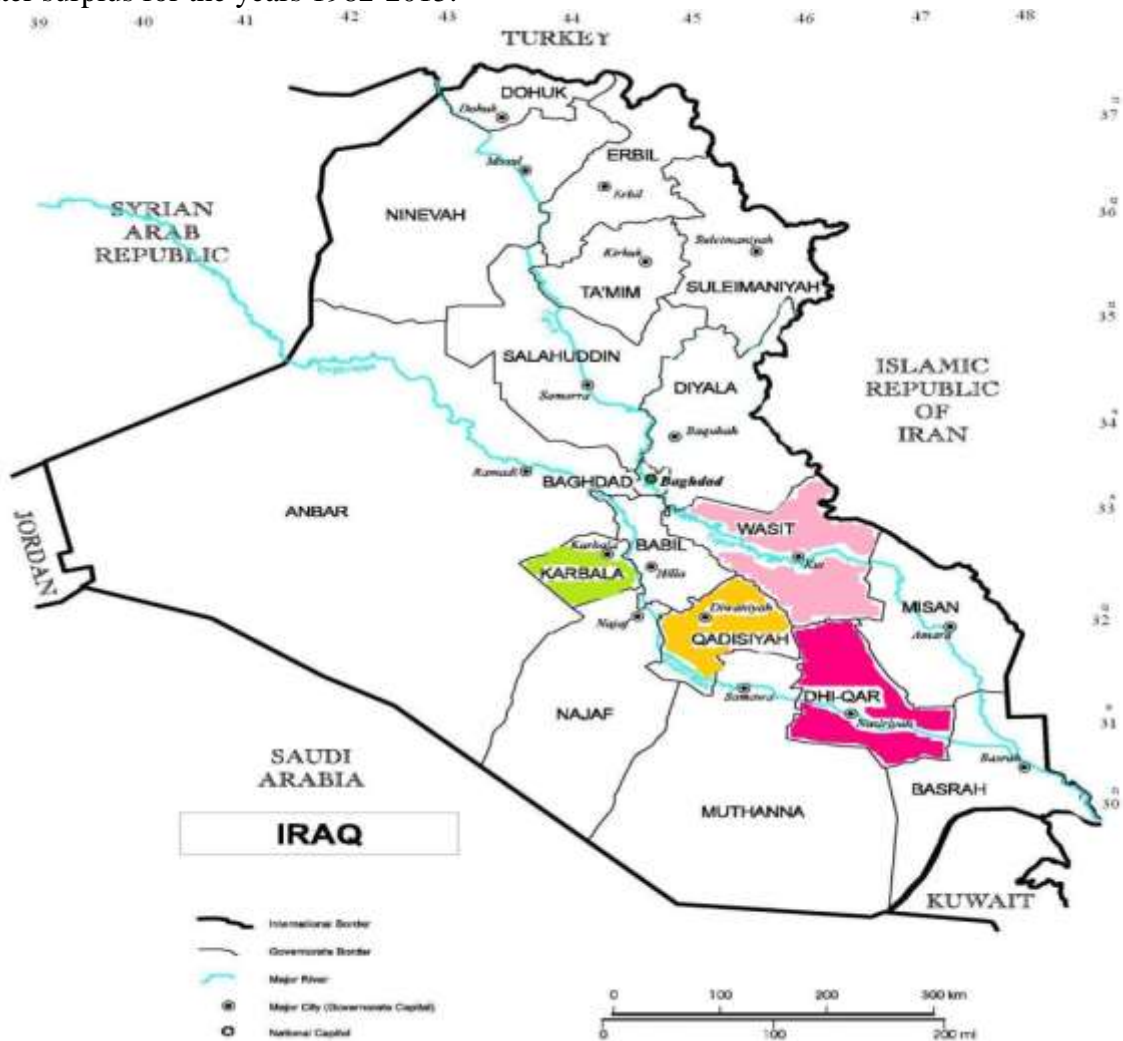 ter surplus for the years 1982-2013.
39 40 41 42 43 44 45 46 47 48
TURKEY
DOHUK
Dohuk
37
ERBIL
Mosul
Erbil
NINEVAH
SYRIAN
ARAB
REPUBLIC
36
Suleimaniyah
Kirkuk
TA'MIM
SULEIMANIYAH
35
SALAHUDDIN
ISLAMIC
REPUBLIC
OF
IRAN
DIYALA
Samarra
34
Baqubah
Ramadi
BAGHDAD
Baghdad
ANBAR
33
JORDAN
WASIT
Karbala
BABIL
Kut
KARBALA
Hilla
MISAN
Diwaniyah
32
Najaf
QADISIYAH
Amara
Samawa
DHI-QAR
NAJAF
Nasiriyah
31
SAUDI
ARABIA
Basrah
BASRAH
30
MUTHANNA
IRAQ
KUWAIT
International Border
Governorate Border
Major River
Major City (Governorate Capital)
National Capital
0 100 200 300 km
0 100 200 mi